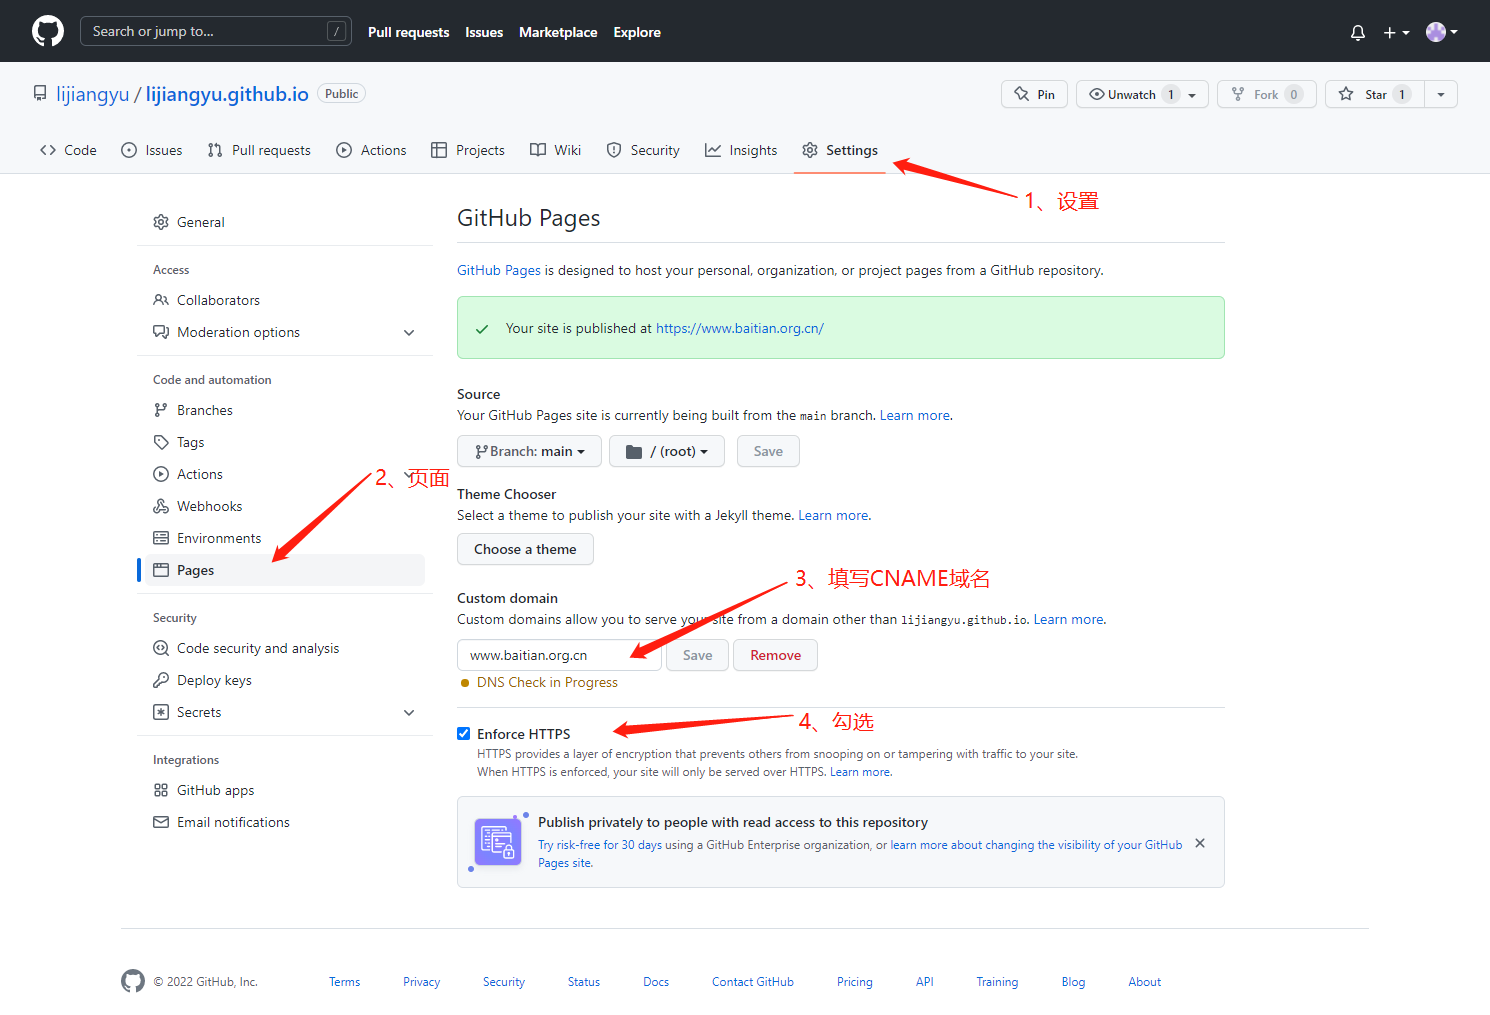 Search or jump to... /
Pull requests Issues Marketplace Explore
lijiangyu / lijiangyu.github.io Public
Pin Unwatch 1 Fork 0 Star 1
Code Issues Pull requests Actions Projects Wiki Security Insights Settings
1、设置
General
Access
Collaborators
Moderation options
Code and automation
Branches
Tags
Actions
Webhooks
Environments
Pages
2、页面
Security
Code security and analysis
Deploy keys
Secrets
Integrations
GitHub apps
Email notifications
GitHub Pages
GitHub Pages is designed to host your personal, organization, or project pages from a GitHub repository.
Your site is published at https://www.baitian.org.cn/
Source
Your GitHub Pages site is currently being built from the main branch. Learn more.
Branch: main / (root) Save
Theme Chooser
Select a theme to publish your site with a Jekyll theme. Learn more.
Choose a theme
3、填写CNAME域名
Custom domain
Custom domains allow you to serve your site from a domain other than lijiangyu.github.io. Learn more.
www.baitian.org.cn Save Remove
DNS Check in Progress
4、勾选
Enforce HTTPS
HTTPS provides a layer of encryption that prevents others from snooping on or tampering with traffic to your site.
When HTTPS is enforced, your site will only be served over HTTPS. Learn more.
Publish privately to people with read access to this repository
Try risk-free for 30 days using a GitHub Enterprise organization, or learn more about changing the visibility of your GitHub
Pages site.
© 2022 GitHub, Inc. Terms Privacy Security Status Docs Contact GitHub Pricing API Training Blog About